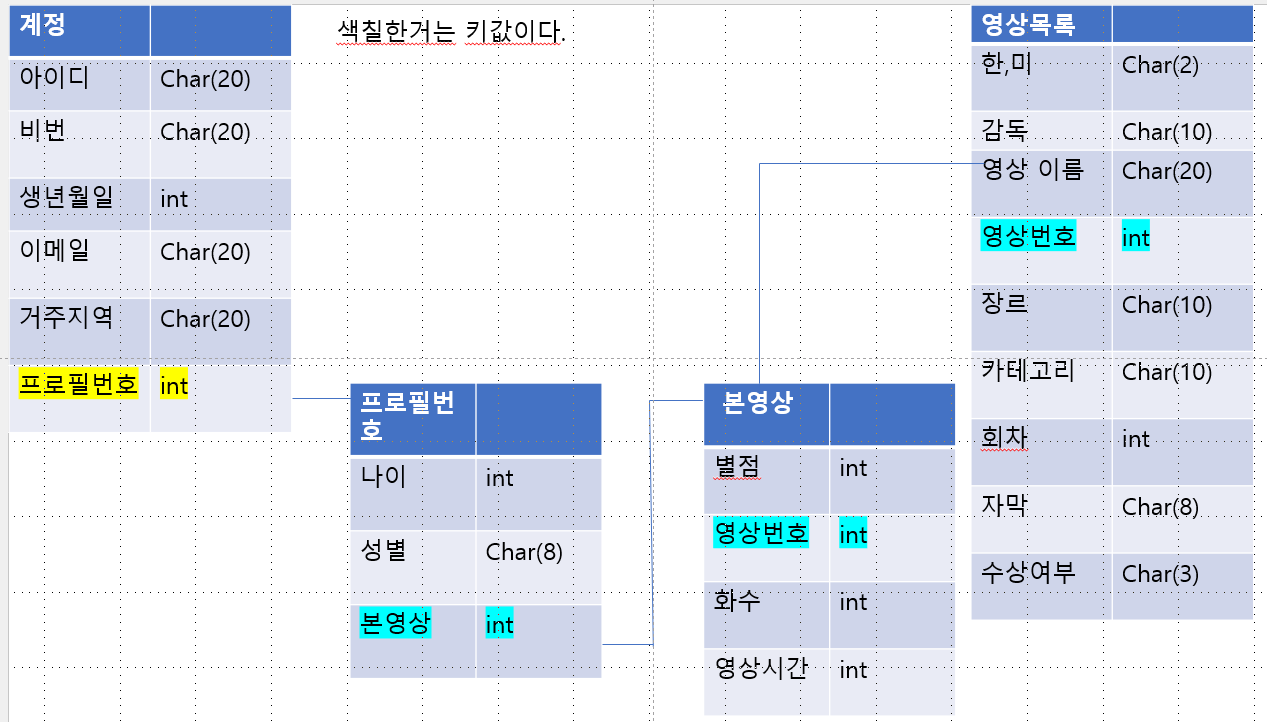 계정
아이디 Char(20)
비번 Char(20)
생년월일 int
이메일 Char(20)
거주지역 Char(20)
프로필번호 int
색칠한거는 키값이다.
프로필번
호
나이 int
성별 Char(8)
본영상 int
본영상
별점 int
영상번호 int
화수 int
영상시간 int
영상목록
한,미 Char(2)
감독 Char(10)
영상 이름 Char(20)
영상번호 int
장르 Char(10)
카테고리 Char(10)
회차 int
자막 Char(8)
수상여부 Char(3)